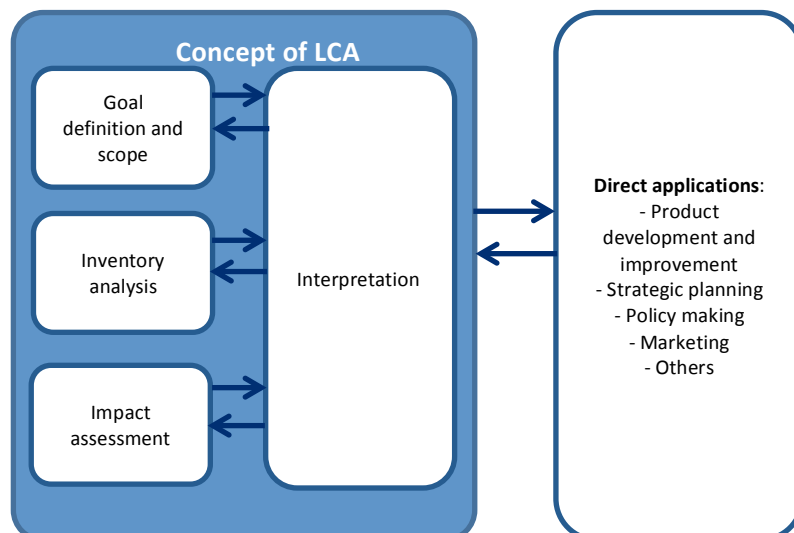 Concept of LCA
Goal
definition and
scope
Inventory
analysis
Impact
assessment
Interpretation
Direct applications:
- Product
development and
improvement
- Strategic planning
- Policy making
- Marketing
- Others